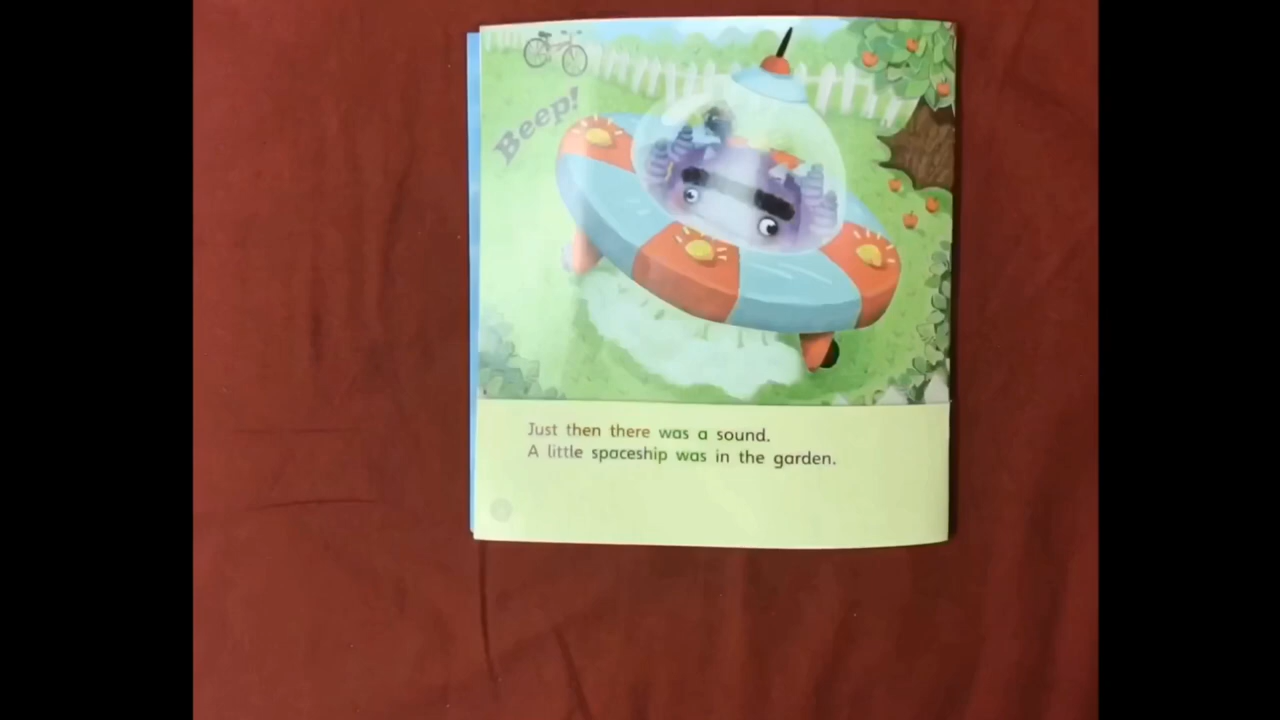 Beep!
Just then there was a sound.
A little spaceship was in the garden.